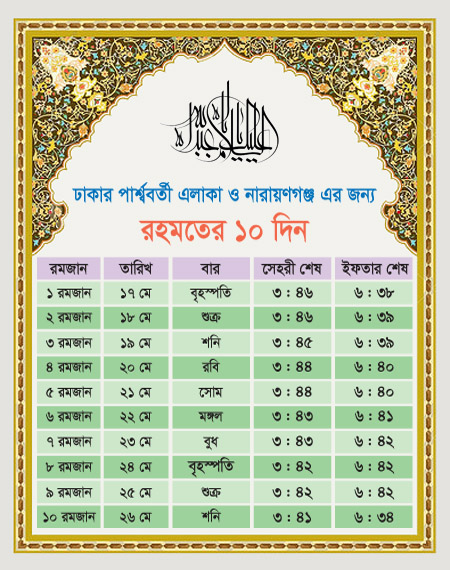 ঢাকার পার্শ্ববর্তী এলাকা ও নারায়ণগঞ্জ এর জন্য
রহমতের ১০ দিন
রমজান তারিখ বার সেহরী শেষ ইফতার শেষ
১ রমজান ১৭ মে বৃহস্পতি ৩ : ৪৬ ৬ : ৩৮
২ রমজান ১৮ মে শুক্র ৩ : ৪৬ ৬ : ৩৯
৩ রমজান ১৯ মে শনি ৩ : ৪৫ ৬ : ৩৯
৪ রমজান ২০ মে রবি ৩ : ৪৪ ৬ : ৪০
৫ রমজান ২১ মে সোম ৩ : ৪৪ ৬ : ৪০
৬ রমজান ২২ মে মঙ্গল ৩ : ৪৩ ৬ : ৪১
৭ রমজান ২৩ মে বুধ ৩ : ৪৩ ৬ : ৪২
৮ রমজান ২৪ মে বৃহস্পতি ৩ : ৪২ ৬ : ৪২
৯ রমজান ২৫ মে শুক্র ৩ : ৪২ ৬ : ৪২
১০ রমজান ২৬ মে শনি ৩ : ৪১ ৬ : ৩৪